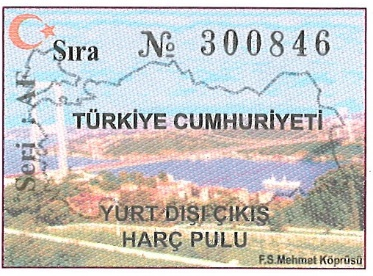 Sıra № 300846
Seri : AF
TÜRKİYE CUMHURİYETİ
YURT DIŞI ÇIKIŞ
HARÇ PULU
F.S.Mehmet Köprüsü